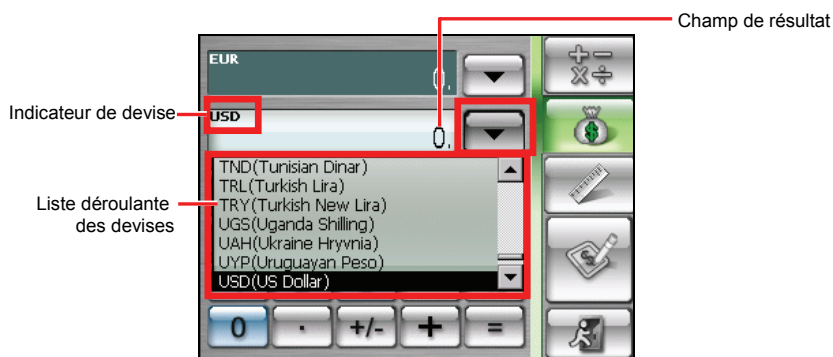 Champ de résultat
EUR
0.
Indicateur de devise
USD
0.
Liste déroulante
des devises
TND(Tunisian Dinar)
TRL(Turkish Lira)
TRY(Turkish New Lira)
UGS(Uganda Shilling)
UAH(Ukraine Hryvnia)
UYP(Uruguayan Peso)
USD(US Dollar)
0 . +/- + =